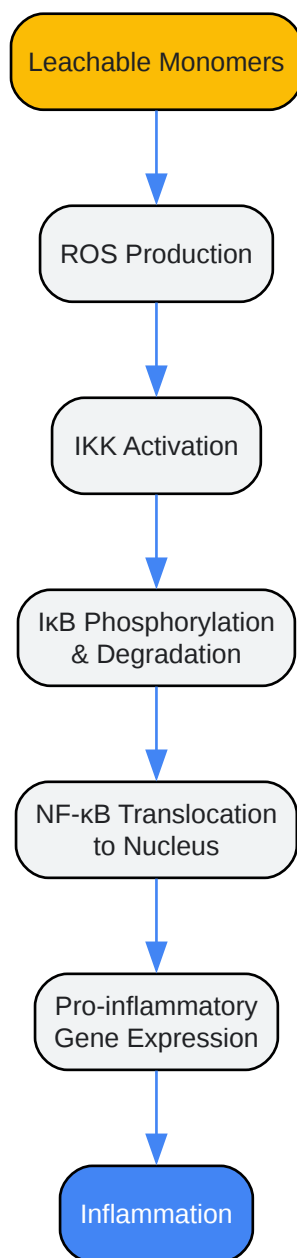 Leachable Monomers
ROS Production
IKK Activation
IκB Phosphorylation
& Degradation
NF-κB Translocation
to Nucleus
Pro-inflammatory
Gene Expression
Inflammation